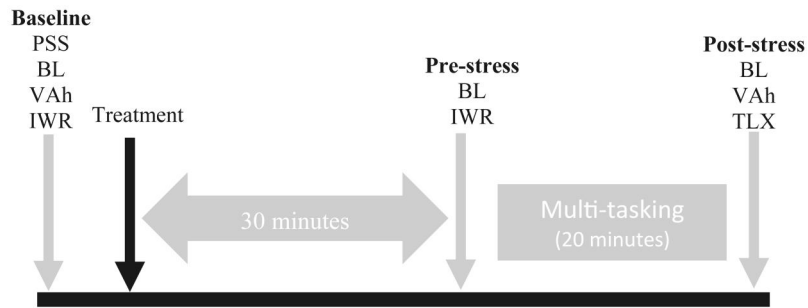 Baseline
PSS
BL
VAh
IWR
Treatment
30 minutes
Pre-stress
BL
IWR
Multi-tasking
(20 minutes)
Post-stress
BL
VAh
TLX